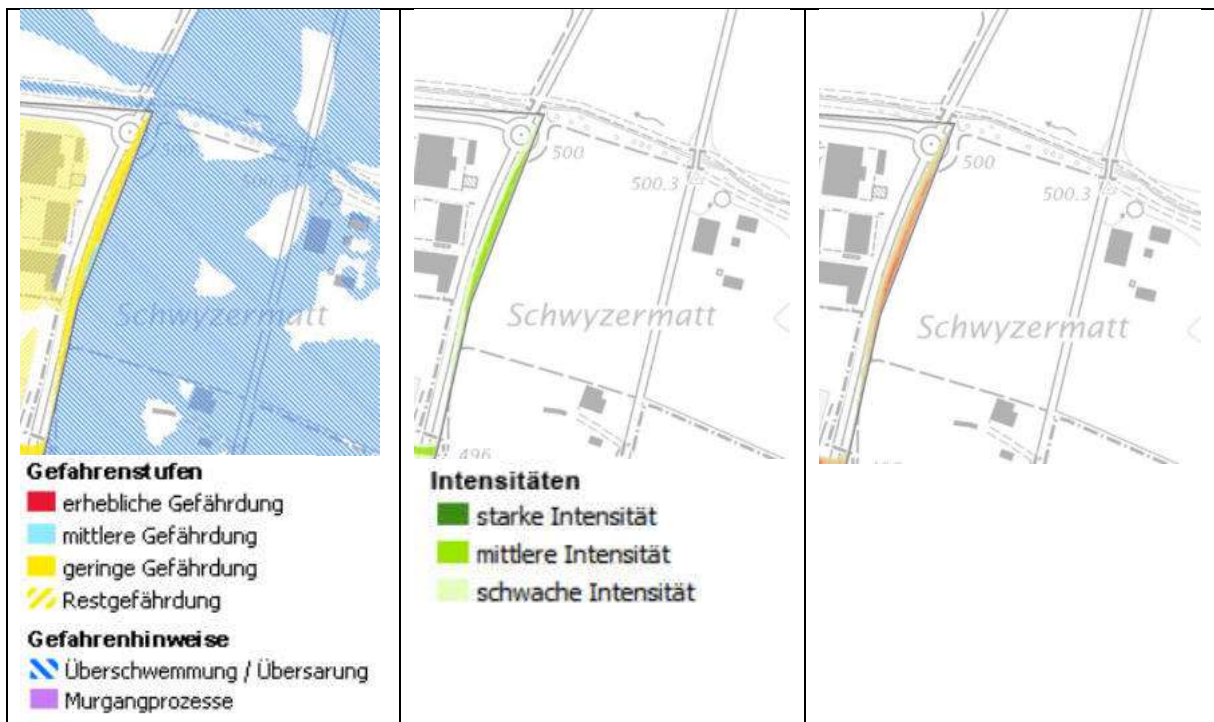 500
500.3
Schwyzermatt
Gefahrenstufen
erhebliche Gefährdung
mittlere Gefährdung
geringe Gefährdung
Restgefährdung
Gefahrenhinweise
Überschwemmung / Übersarung
Murgangprozesse
500
500.3
Schwyzermatt
496
Intensitäten
starke Intensität
mittlere Intensität
schwache Intensität
500
500.3
Schwyzermatt